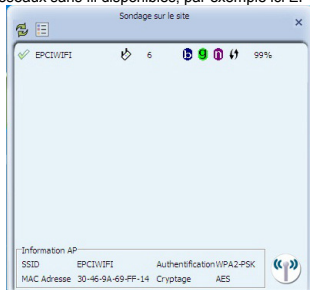 seaux sans fil disponibles, par exemple ici EP
Sondage sur le site
EPCIWIFI 6 b g n 99%
Information AP
SSID EPCIWIFI Authentification WPA2-PSK
MAC Adresse 30-46-9A-69-FF-14 Cryptage AES